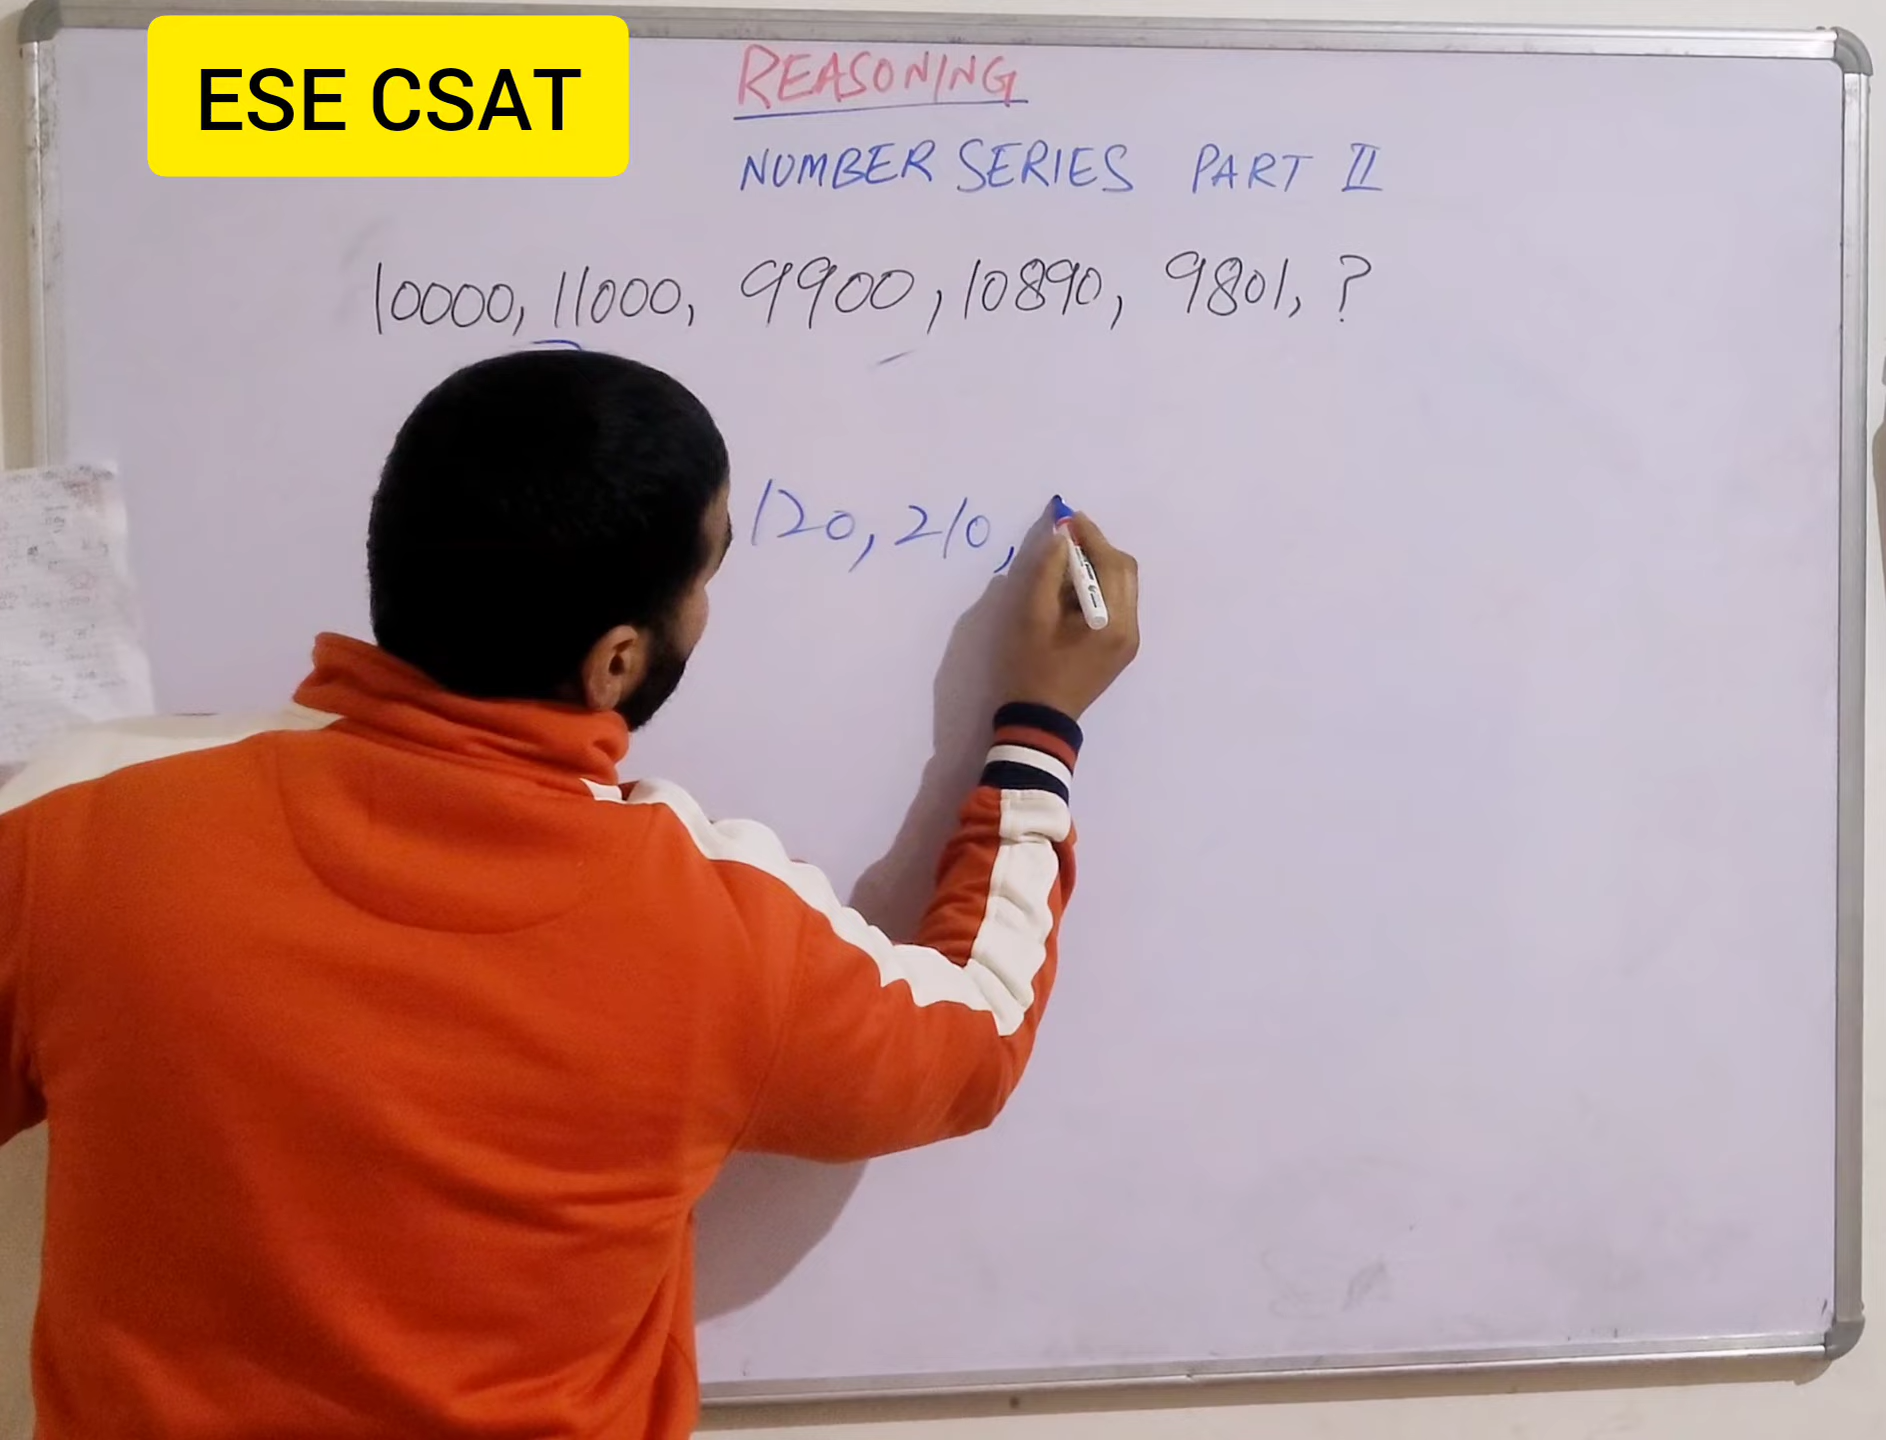 ESE CSAT
REASONING
NUMBER SERIES PART II
10000, 11000, 9900, 10890, 9801, ?
120, 210,